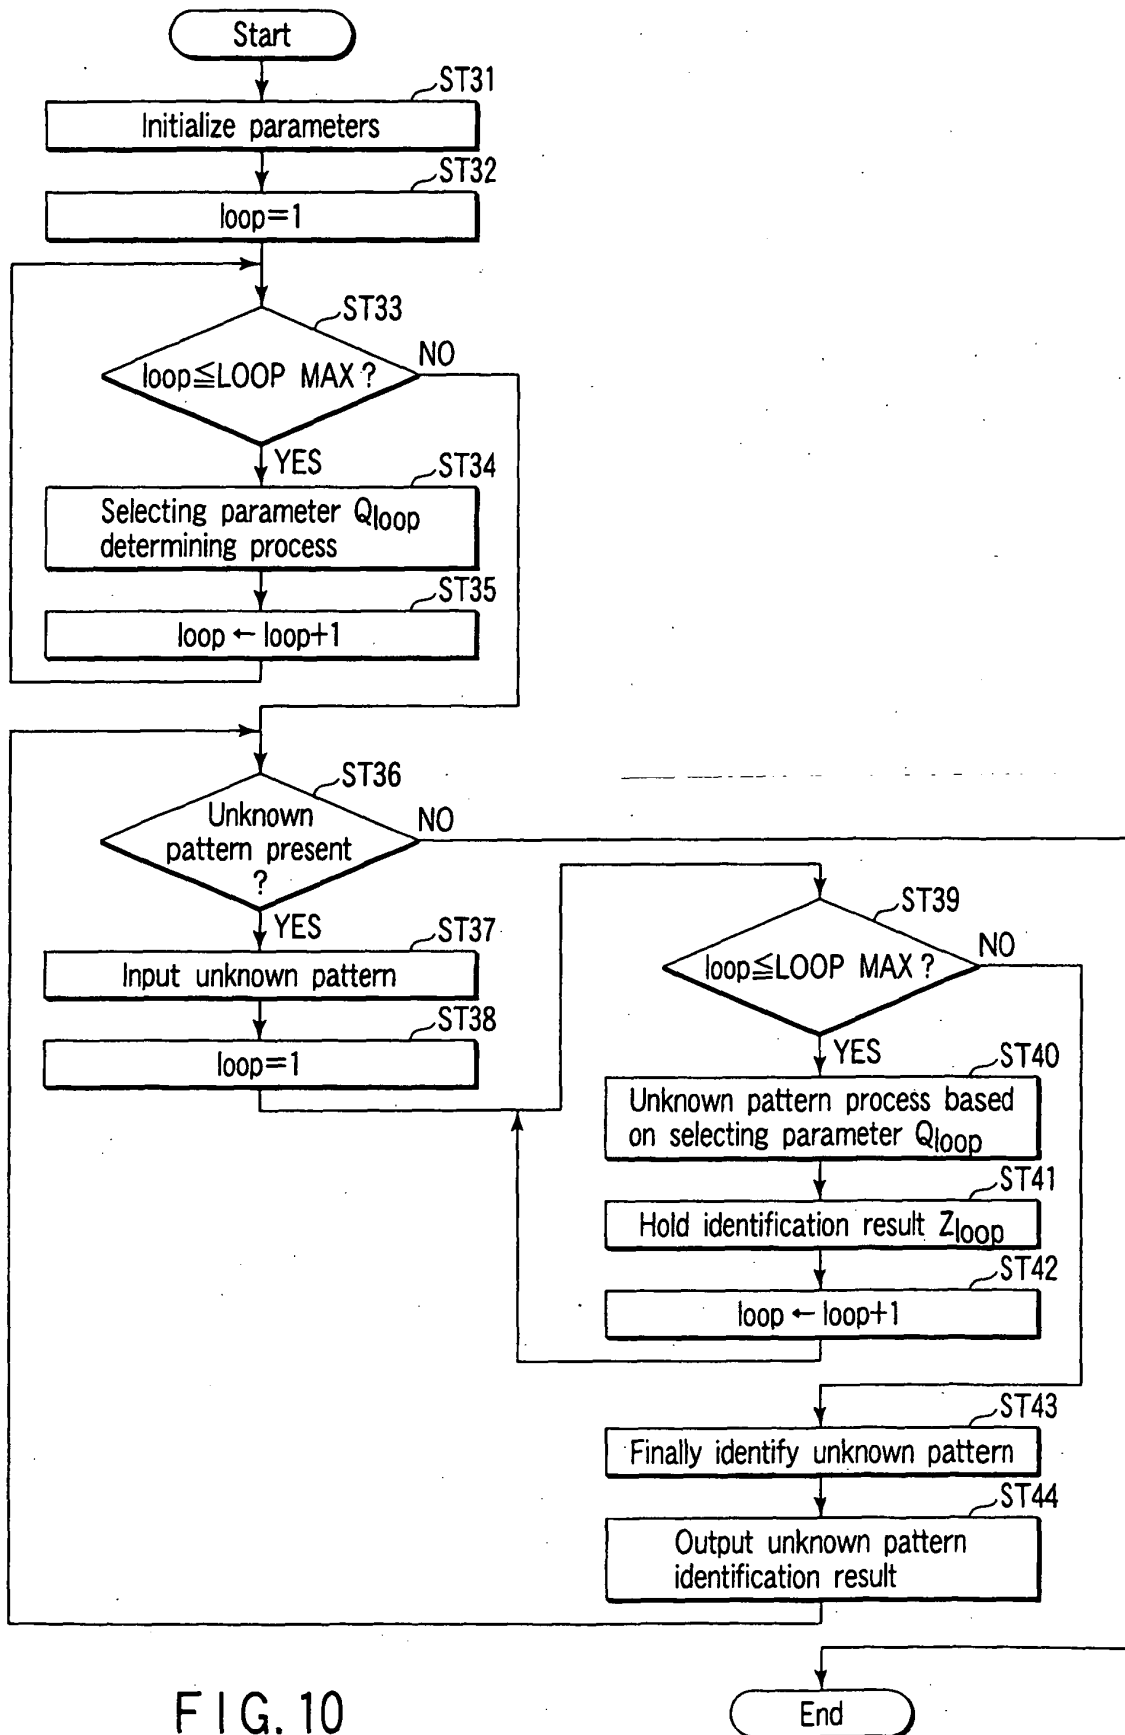 Start
ST31
Initialize parameters
ST32
loop=1
ST33
loop≦LOOP MAX?
NO
YES
ST34
Selecting parameter Qloop
determining process
ST35
loop←loop+1
ST36
Unknown
pattern present
?
NO
YES
ST37
Input unknown pattern
ST38
loop=1
ST39
loop≦LOOP MAX?
NO
YES
ST40
Unknown pattern process based
on selecting parameter Qloop
ST41
Hold identification result Zloop
ST42
loop←loop+1
ST43
Finally identify unknown pattern
ST44
Output unknown pattern
identification result
End
FIG. 10